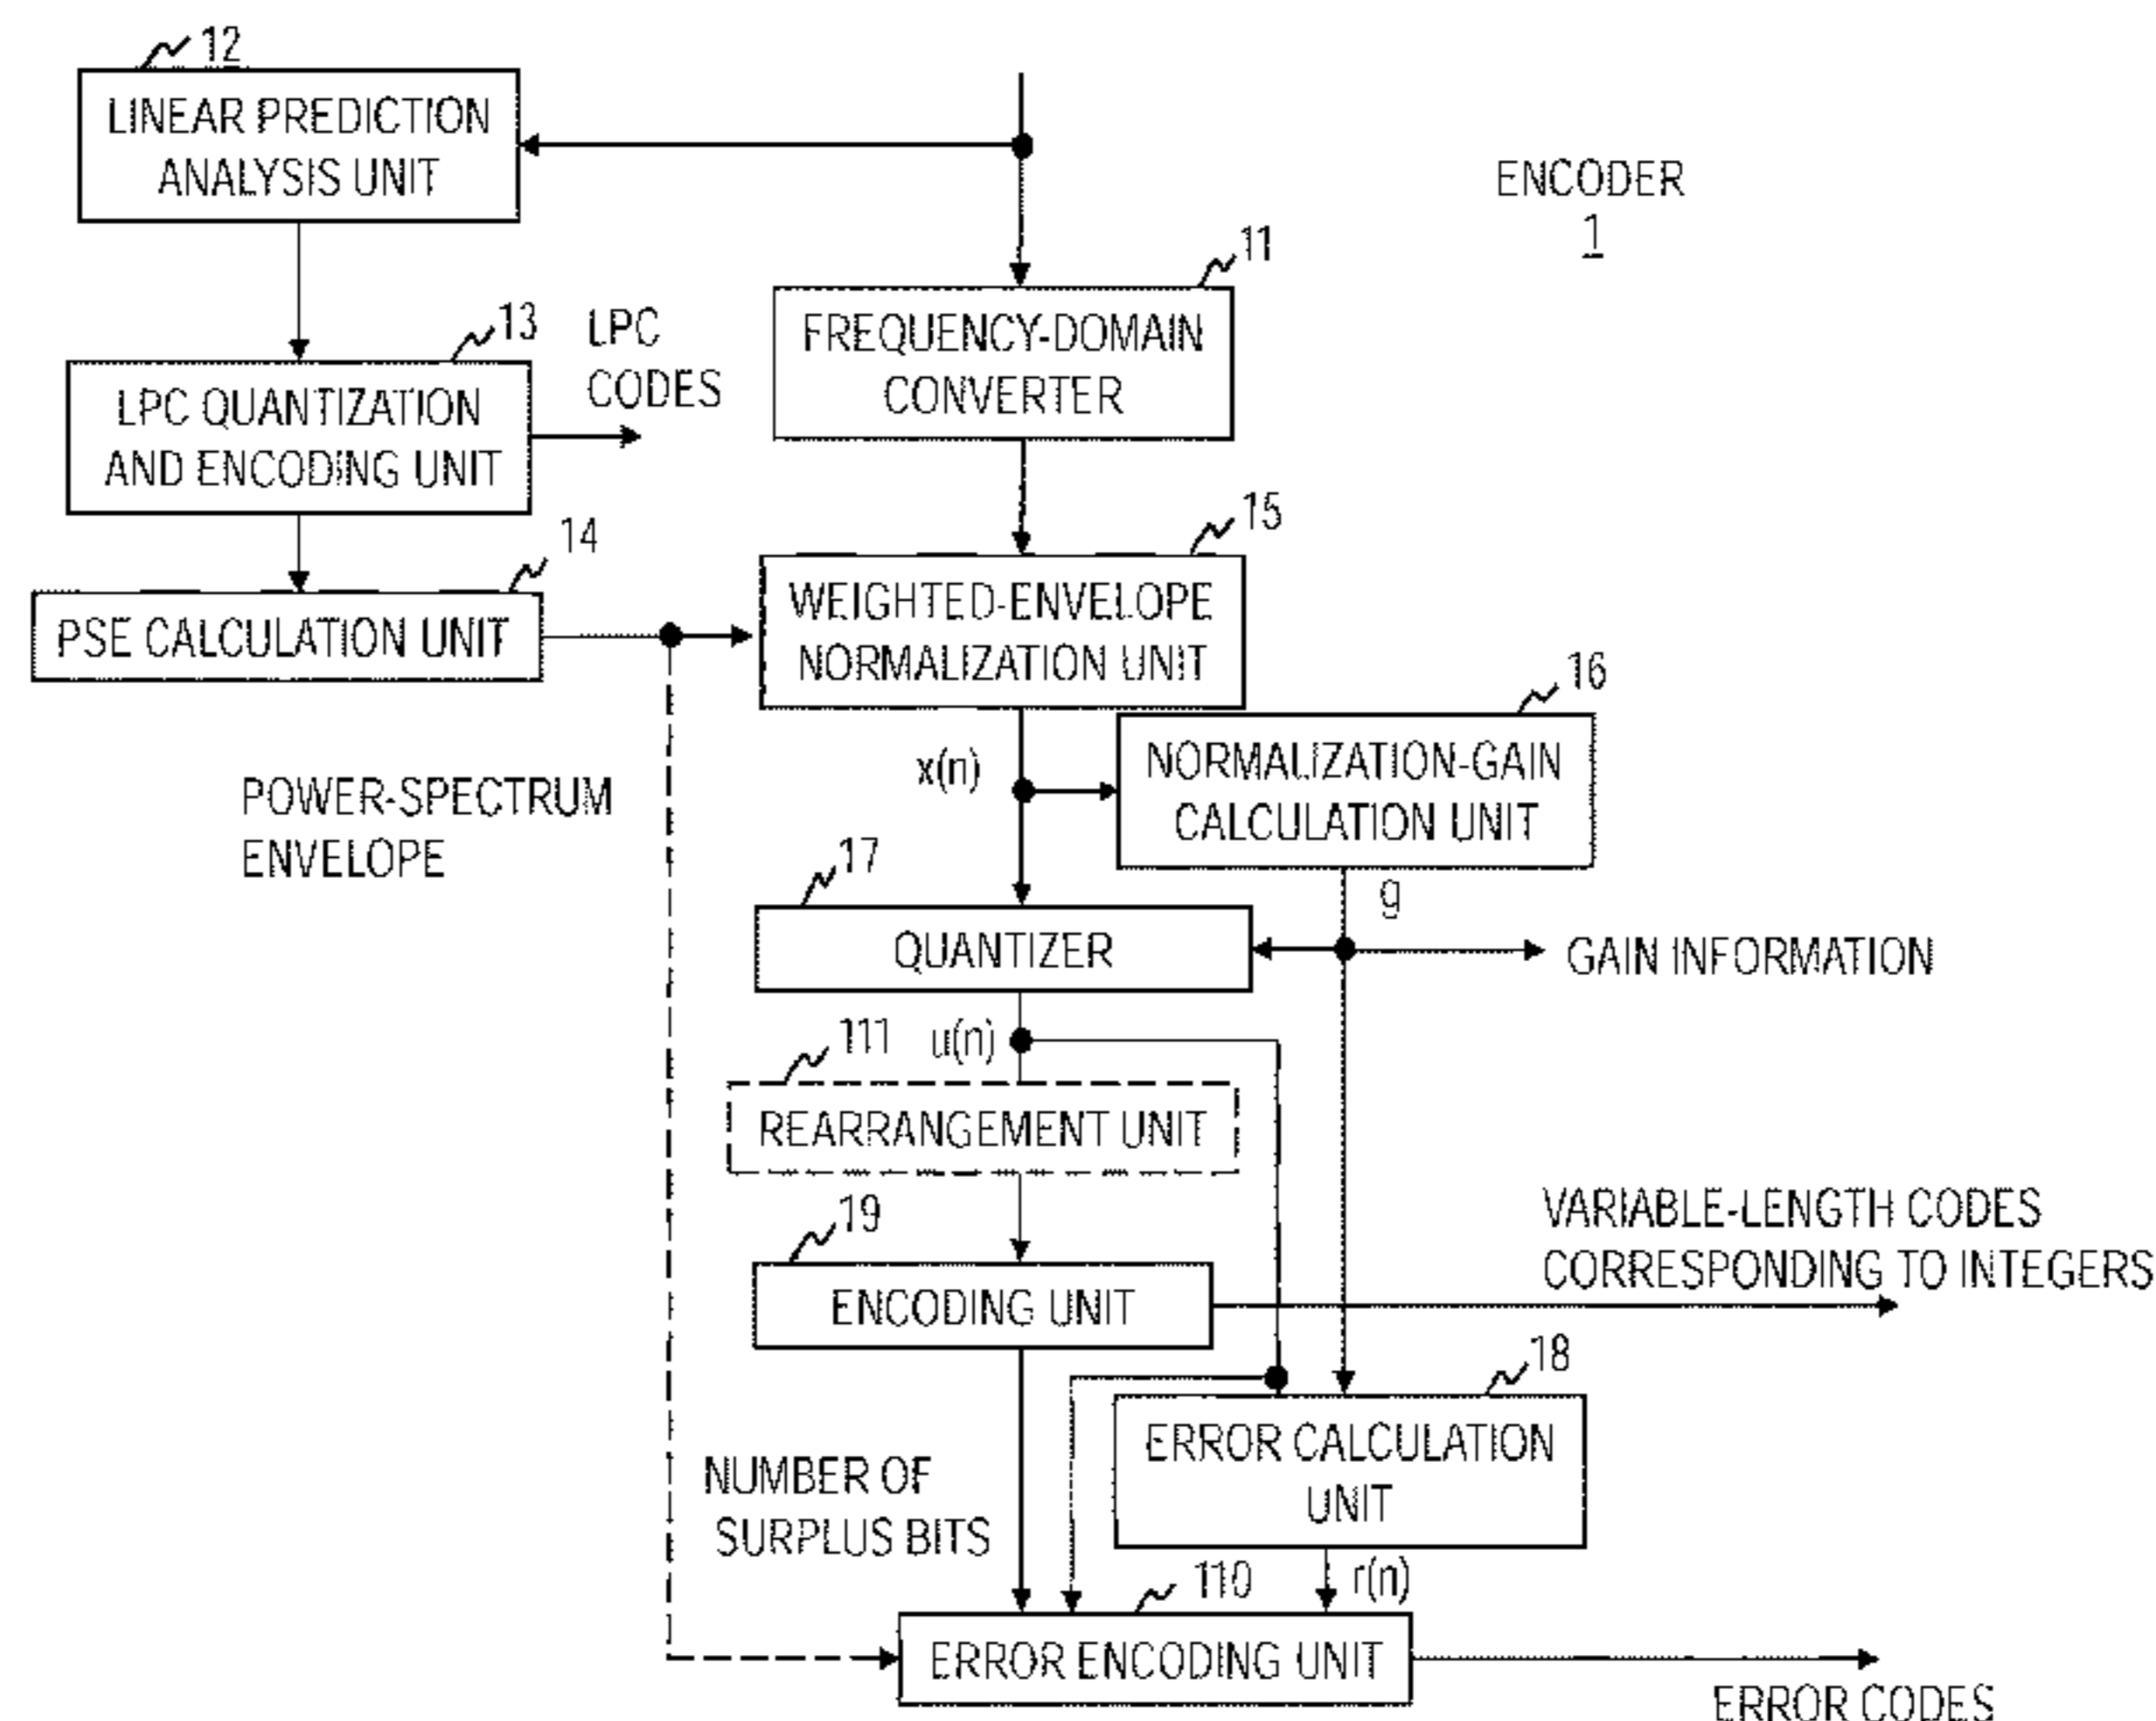 12
LINEAR PREDICTION
ANALYSIS UNIT
ENCODER
1
11
FREQUENCY-DOMAIN
CONVERTER
13
LPC
CODES
LPC QUANTIZATION
AND ENCODING UNIT
14
PSE CALCULATION UNIT
15
WEIGHTED-ENVELOPE
NORMALIZATION UNIT
16
NORMALIZATION-GAIN
CALCULATION UNIT
x(n)
POWER-SPECTRUM
ENVELOPE
17
g
QUANTIZER
GAIN INFORMATION
111
u(n)
REARRANGEMENT UNIT
19
VARIABLE-LENGTH CODES
CORRESPONDING TO INTEGERS
ENCODING UNIT
18
ERROR CALCULATION
UNIT
NUMBER OF
SURPLUS BITS
110
r(n)
ERROR ENCODING UNIT
ERROR CODES